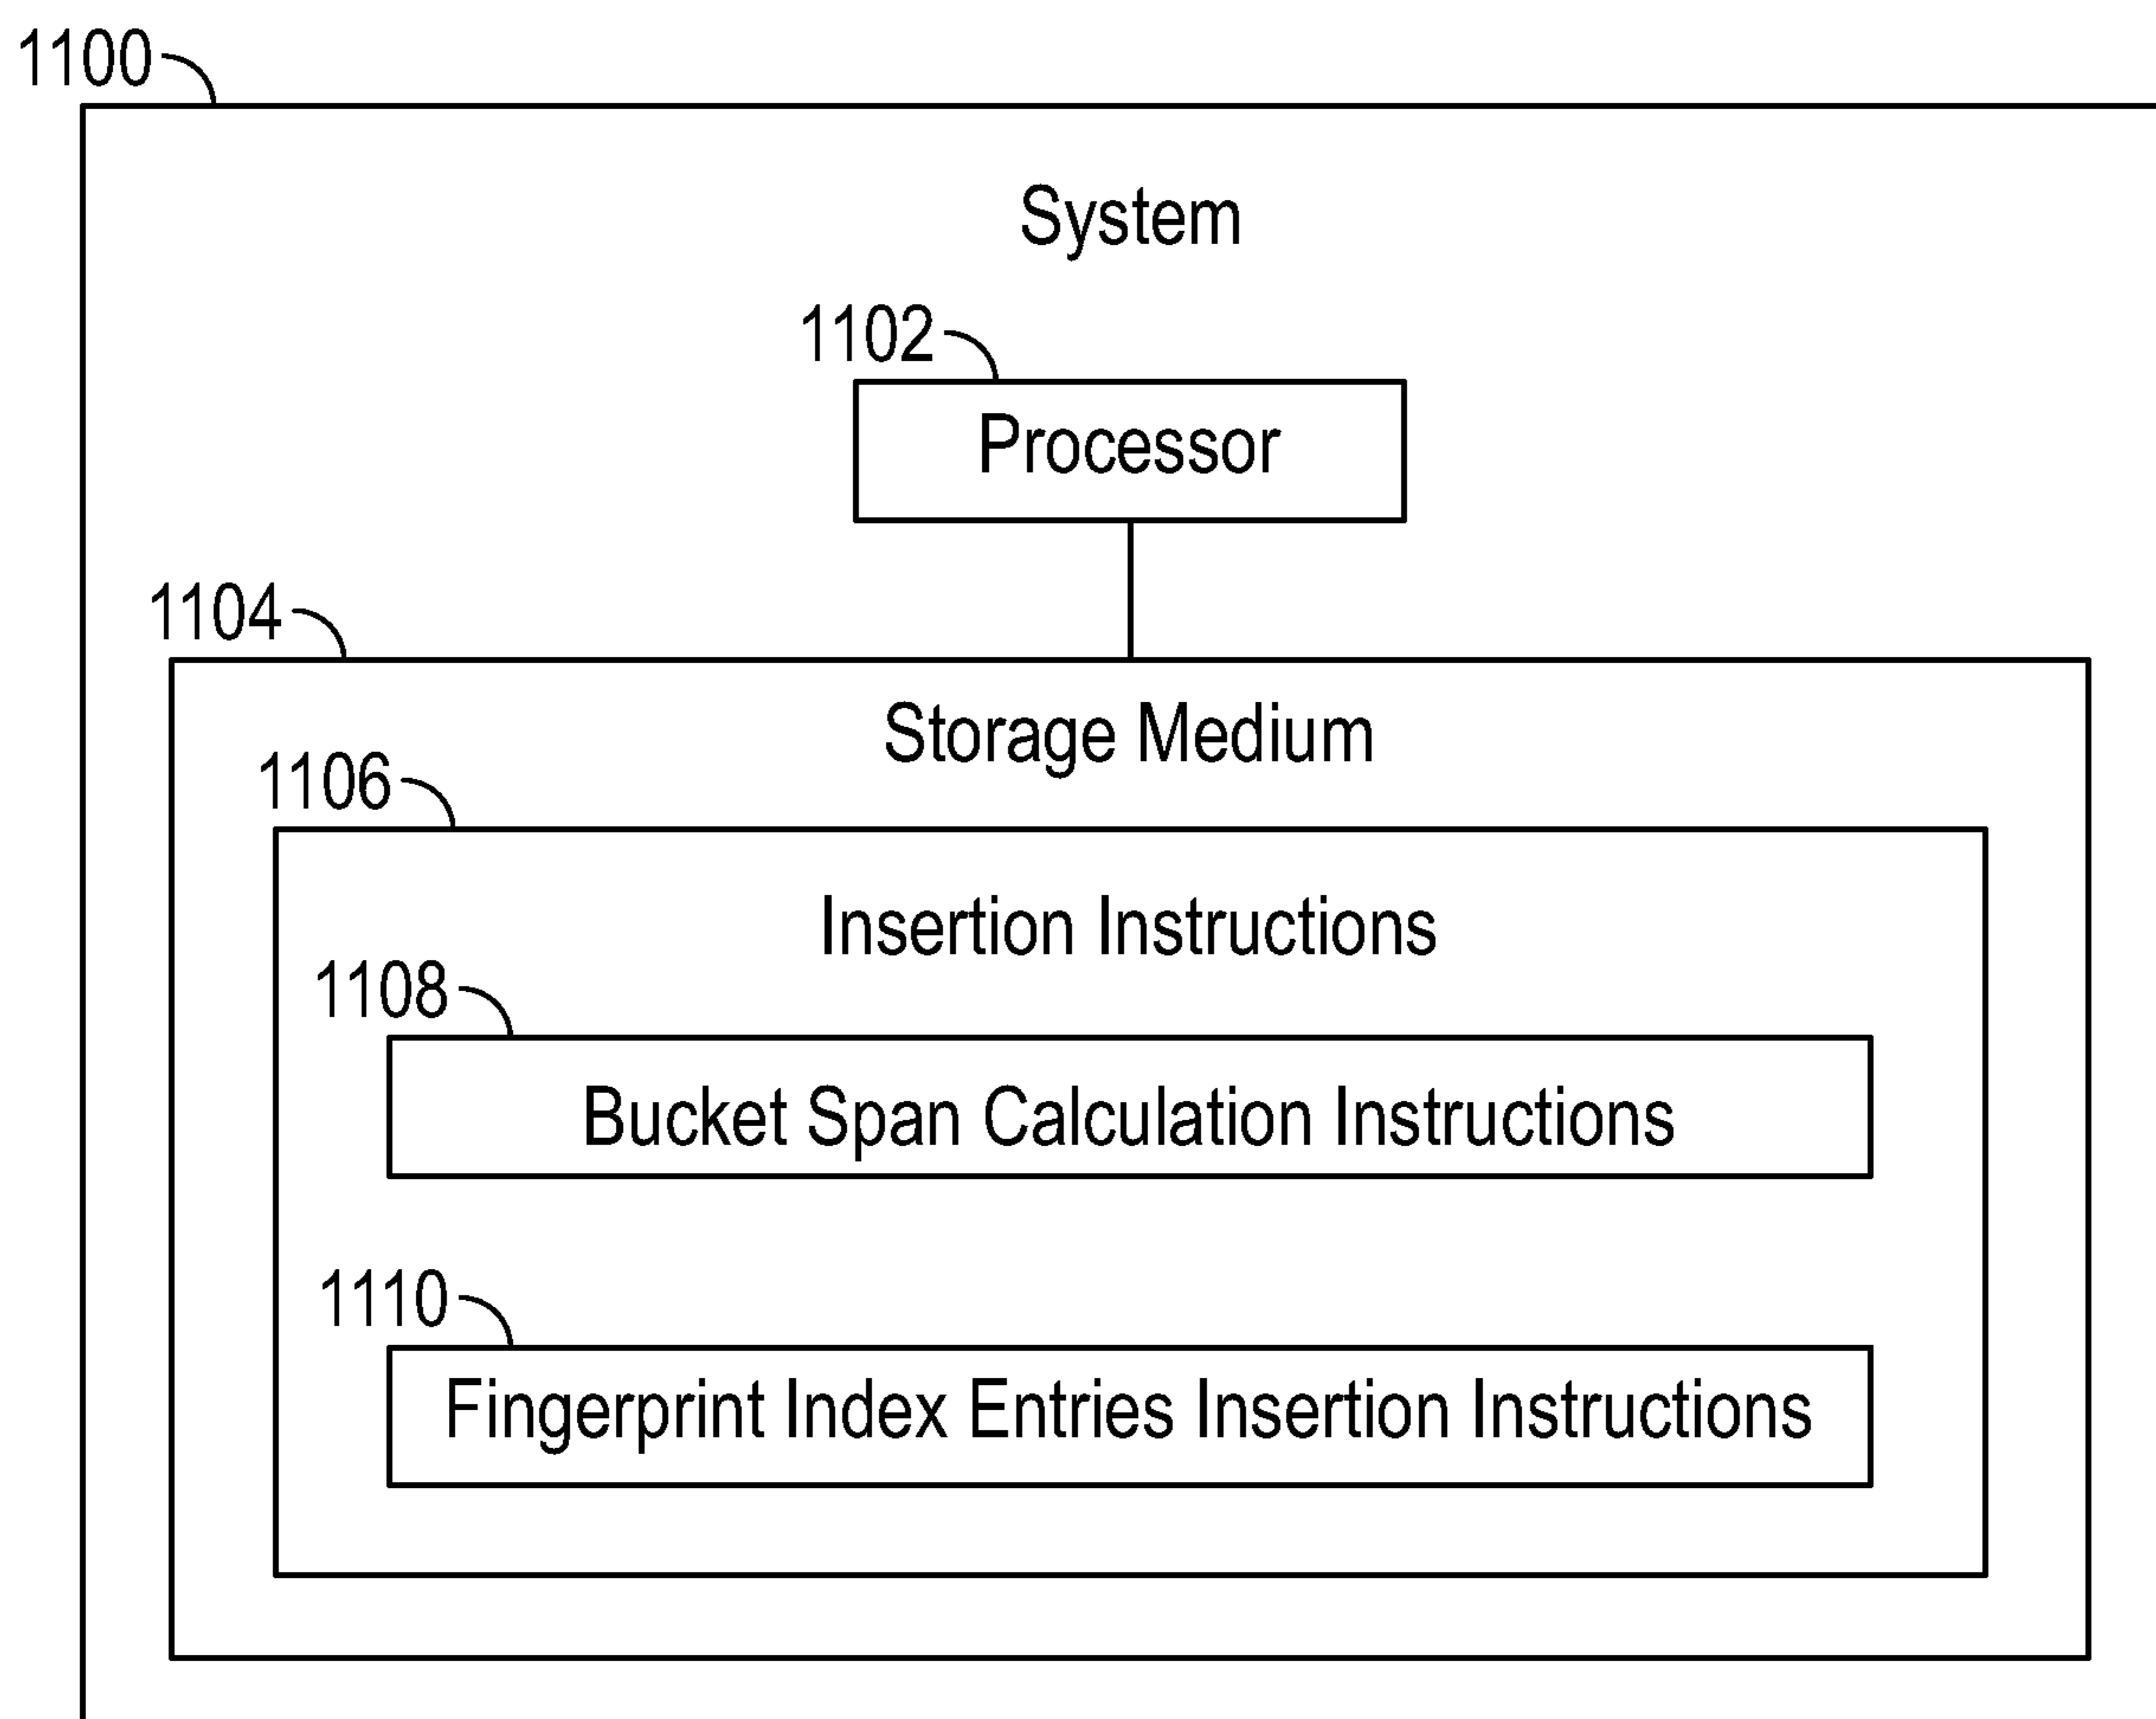 1100
System
1102
Processor
1104
Storage Medium
1106
Insertion Instructions
1108
Bucket Span Calculation Instructions
1110
Fingerprint Index Entries Insertion Instructions